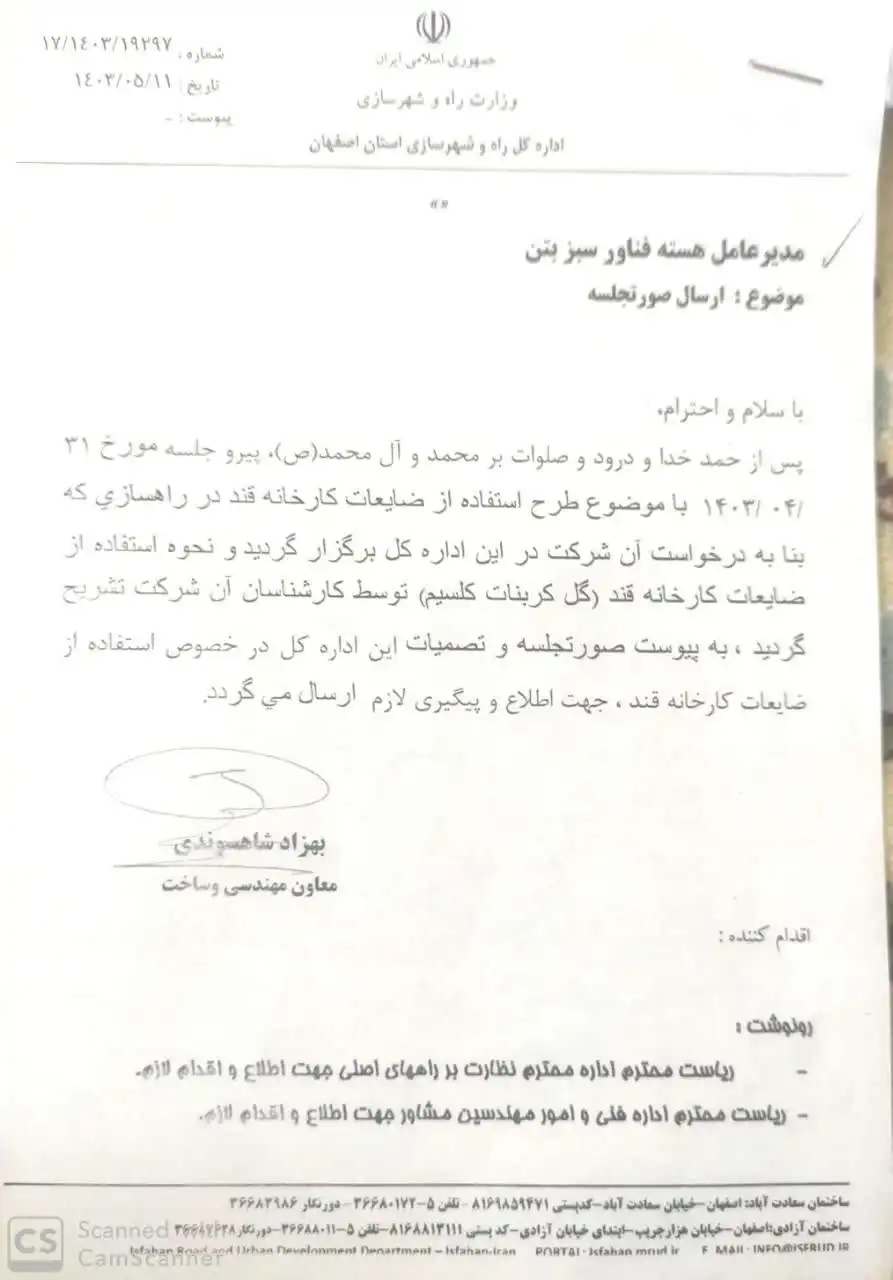 شماره: ۱۷/۱۴۰۳/۱۹۲۹۷
تاریخ: ۱۴۰۳/۰۵/۱۱
پیوست: -
جمهوری اسلامی ایران
وزارت راه و شهرسازی
اداره کل راه و شهرسازی استان اصفهان
« »
مدیرعامل هسته فناور سبز بتن
موضوع : ارسال صورتجلسه
با سلام و احترام،
پس از حمد خدا و درود و صلوات بر محمد و آل محمد(ص)، پیرو جلسه مورخ ۳۱
/۰۴/ ۱۴۰۳ با موضوع طرح استفاده از ضایعات کارخانه قند در راهسازي که
بنا به درخواست آن شرکت در این اداره کل برگزار گردید و نحوه استفاده از
ضایعات کارخانه قند (گل کربنات کلسیم) توسط کارشناسان آن شرکت تشریح
گردید ، به پیوست صورتجلسه و تصمیات این اداره کل در خصوص استفاده از
ضایعات کارخانه قند ، جهت اطلاع و پیگیری لازم ارسال مي گردد.
بهزاد شاهسوندی
معاون مهندسی وساخت
اقدام کننده :
رونوشت :
- ریاست محترم اداره محترم نظارت بر راههای اصلی جهت اطلاع و اقدام لازم.
- ریاست محترم اداره فنی و امور مهندسین مشاور جهت اطلاع و اقدام لازم.
ساختمان سعادت آباد: اصفهان –خیابان سعادت آباد–کدپستی ۸۱۶۹۸۵۹۴۷۱ - تلفن ۵–۳۶۶۸۰۱۷۲ - دورنگار ۳۶۶۸۲۹۸۶
ساختمان آزادی:اصفهان–خیابان هزارجریب–ابتدای خیابان آزادی–کد پستی ۸۱۶۸۸۱۳۱۱۱–تلفن ۵–۳۶۶۸۸۰۱۱–دورنگار ۳۶۶۸۷۶۳۸
Isfahan Road and Urban Development Department – Isfahan-Iran PORTAL: Isfahan.mrud.ir E_MAIL: INFO@ISFRUD.IR
CS Scanned
CamScanner